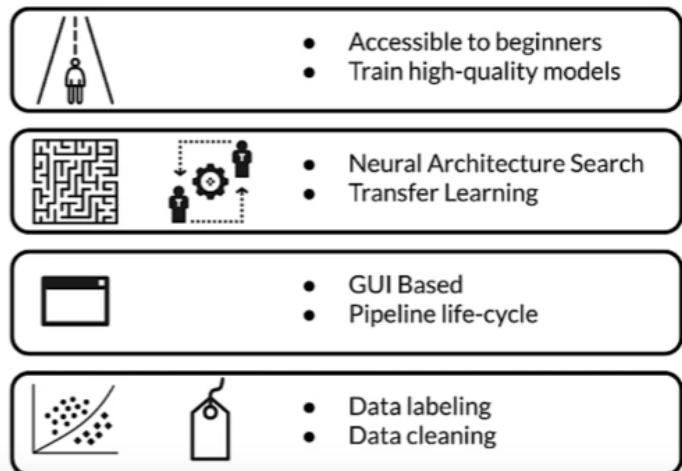 Accessible to beginners
Train high-quality models
Neural Architecture Search
Transfer Learning
GUI Based
Pipeline life-cycle
Data labeling
Data cleaning